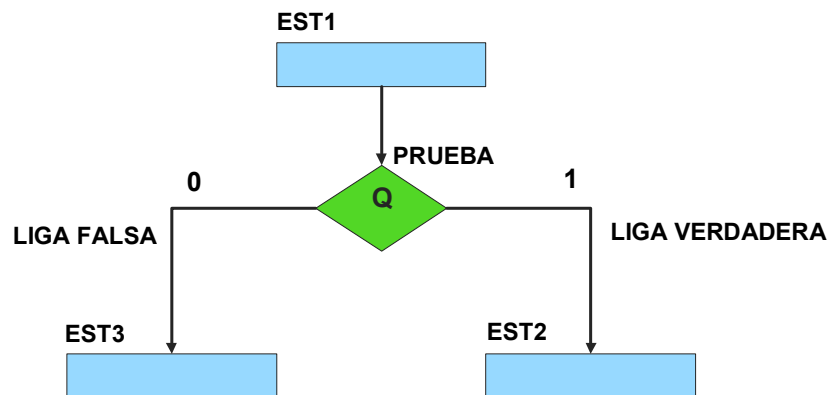 EST1
PRUEBA
0
Q
1
LIGA FALSA
LIGA VERDADERA
EST3
EST2